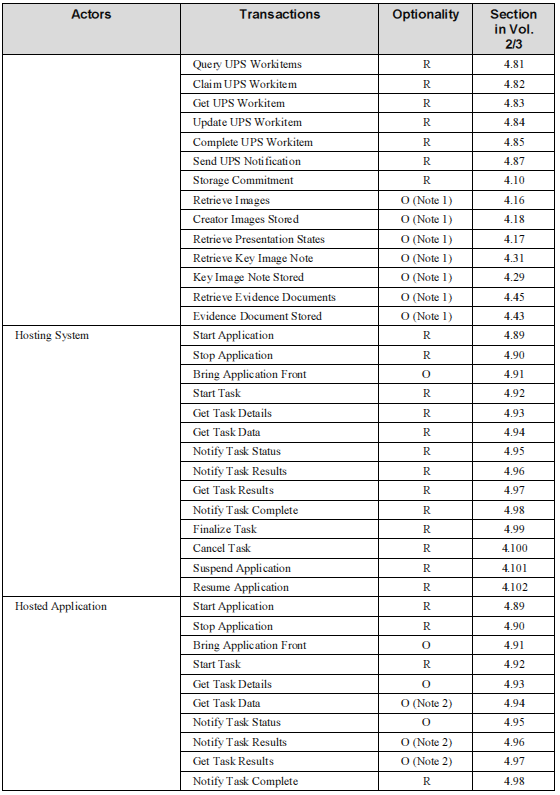 Actors Transactions Optionality Section
in Vol.
2/3
Query UPS Workitems R 4.81
Claim UPS Workitem R 4.82
Get UPS Workitem R 4.83
Update UPS Workitem R 4.84
Complete UPS Workitem R 4.85
Send UPS Notification R 4.87
Storage Commitment R 4.10
Retrieve Images O (Note 1) 4.16
Creator Images Stored O (Note 1) 4.18
Retrieve Presentation States O (Note 1) 4.17
Retrieve Key Image Note O (Note 1) 4.31
Key Image Note Stored O (Note 1) 4.29
Retrieve Evidence Documents O (Note 1) 4.45
Evidence Document Stored O (Note 1) 4.43
Hosting System Start Application R 4.89
Stop Application R 4.90
Bring Application Front O 4.91
Start Task R 4.92
Get Task Details R 4.93
Get Task Data R 4.94
Notify Task Status R 4.95
Notify Task Results R 4.96
Get Task Results R 4.97
Notify Task Complete R 4.98
Finalize Task R 4.99
Cancel Task R 4.100
Suspend Application R 4.101
Resume Application R 4.102
Hosted Application Start Application R 4.89
Stop Application R 4.90
Bring Application Front O 4.91
Start Task R 4.92
Get Task Details O 4.93
Get Task Data O (Note 2) 4.94
Notify Task Status O 4.95
Notify Task Results O (Note 2) 4.96
Get Task Results O (Note 2) 4.97
Notify Task Complete R 4.98